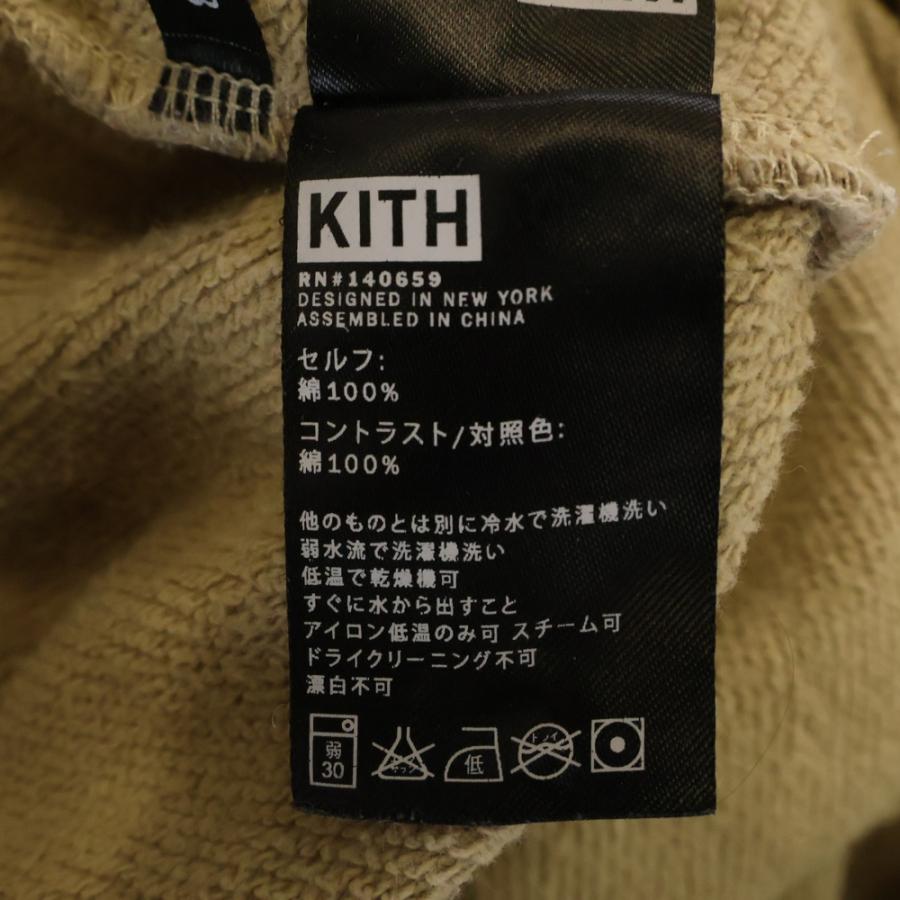 KITH
RN#140659
DESIGNED IN NEW YORK
ASSEMBLED IN CHINA
セルフ:
綿100%
コントラスト/対照色:
綿100%
他のものとは別に冷水で洗濯機洗い
弱水流で洗濯機洗い
低温で乾燥機可
すぐに水から出すこと
アイロン低温のみ可 スチーム可
ドライクリーニング不可
漂白不可
弱
30
低
ドライ